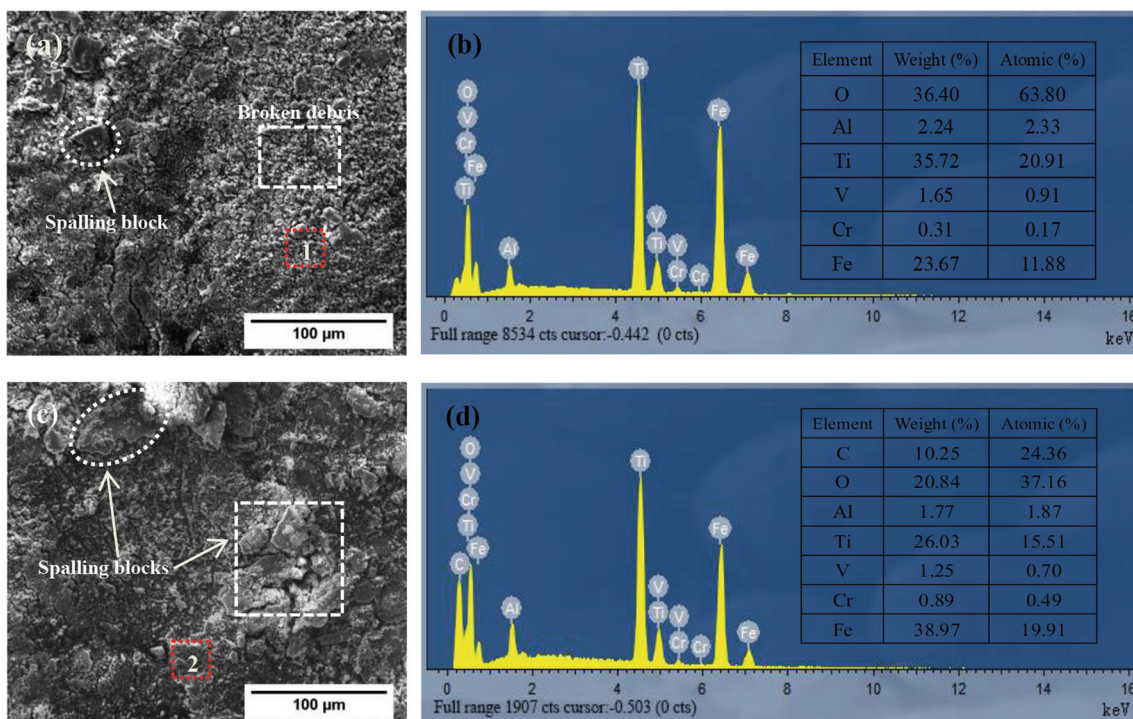 (a)
Broken debris
Spalling block
1
100 µm
(b)
O
V
Cr
Fe
Ti
Al
Ti
V
Ti
V
Cr
Cr
Fe
Fe
Element Weight (%) Atomic (%)
O 36.40 63.80
Al 2.24 2.33
Ti 35.72 20.91
V 1.65 0.91
Cr 0.31 0.17
Fe 23.67 11.88
0 2 4 6 8 10 12 14 16
Full range 8534 cts cursor:-0.442 (0 cts)
keV
(c)
Spalling blocks
2
100 µm
(d)
O
V
Cr
Ti
Fe
C
Al
Ti
V
Ti
V
Cr
Cr
Fe
Fe
Element Weight (%) Atomic (%)
C 10.25 24.36
O 20.84 37.16
Al 1.77 1.87
Ti 26.03 15.51
V 1.25 0.70
Cr 0.89 0.49
Fe 38.97 19.91
0 2 4 6 8 10 12 14 16
Full range 1907 cts cursor:-0.503 (0 cts)
keV